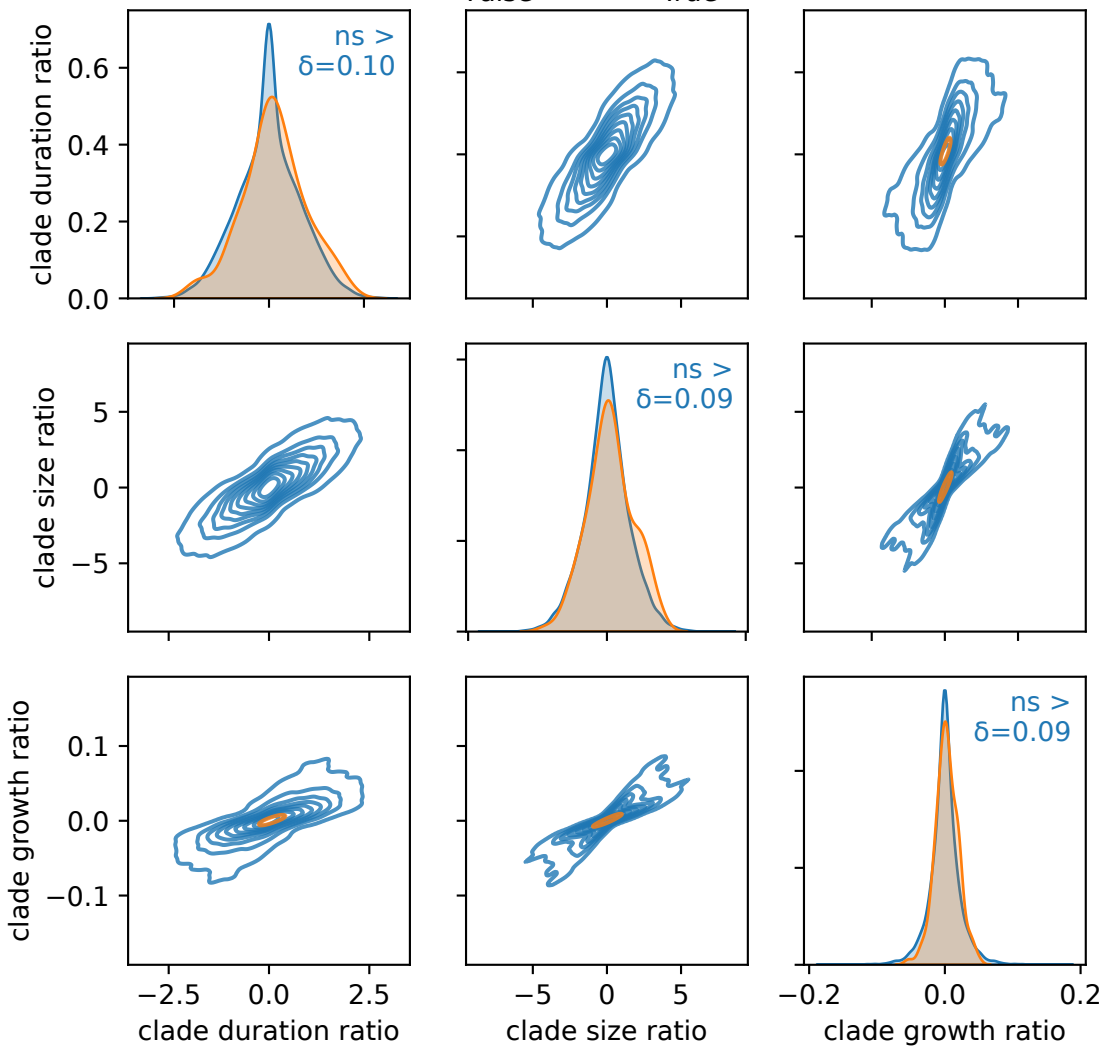 clade duration ratio
0.6
0.4
0.2
0.0
ns >
δ=0.10
clade size ratio
5
0
−5
ns >
δ=0.09
clade growth ratio
0.1
0.0
−0.1
ns >
δ=0.09
−2.5 0.0 2.5
−5 0 5
−0.2 0.0 0.2
clade duration ratio
clade size ratio
clade growth ratio